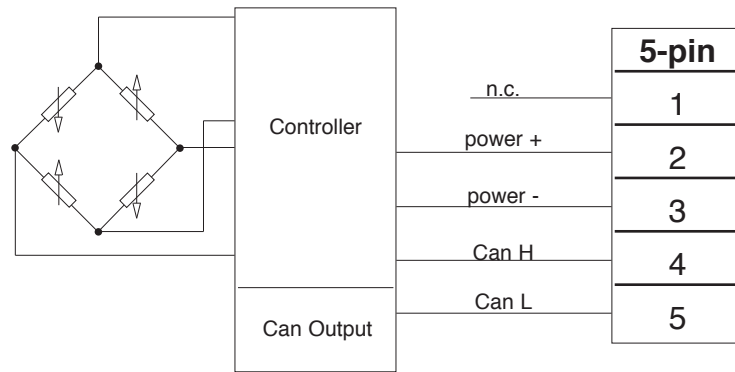 5-pin
n.c.
1
Controller
power +
2
power -
3
Can H
4
Can L
5
Can Output